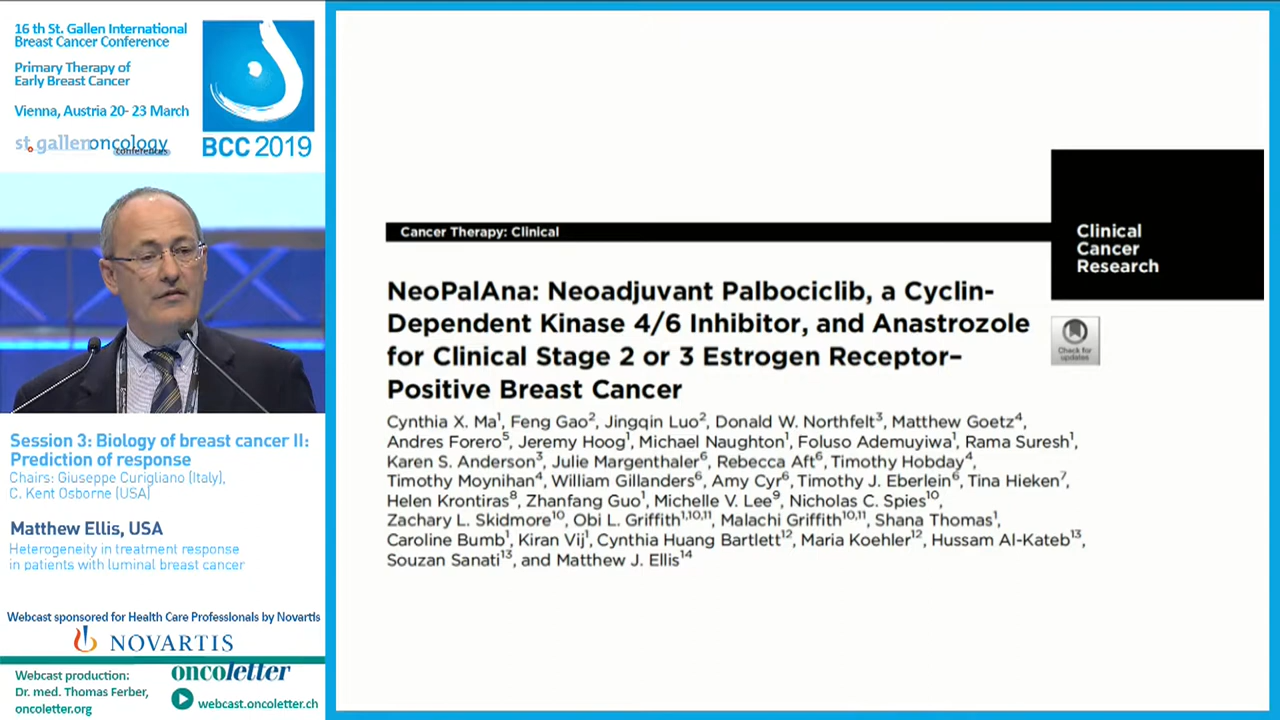 16 th St. Gallen International
Breast Cancer Conference
Primary Therapy of
Early Breast Cancer
Vienna, Austria 20- 23 March
st.gallenoncology
conferences
BCC 2019
Session 3: Biology of breast cancer II:
Prediction of response
Chairs: Giuseppe Curigliano (Italy),
C. Kent Osborne (USA)
Matthew Ellis, USA
Heterogeneity in treatment response
in patients with luminal breast cancer
Webcast sponsored for Health Care Professionals by Novartis
NOVARTIS
Webcast production:
Dr. med. Thomas Ferber,
oncoletter.org
oncoletter
webcast.oncoletter.ch
Cancer Therapy: Clinical
Clinical
Cancer
Research
NeoPalAna: Neoadjuvant Palbociclib, a Cyclin-
Dependent Kinase 4/6 Inhibitor, and Anastrozole
for Clinical Stage 2 or 3 Estrogen Receptor–
Positive Breast Cancer
Check for
updates
Cynthia X. Ma¹, Feng Gao², Jingqin Luo², Donald W. Northfelt³, Matthew Goetz⁴,
Andres Forero⁵, Jeremy Hoog¹, Michael Naughton¹, Foluso Ademuyiwa¹, Rama Suresh¹,
Karen S. Anderson³, Julie Margenthaler⁶, Rebecca Aft⁶, Timothy Hobday⁴,
Timothy Moynihan⁴, William Gillanders⁶, Amy Cyr⁶, Timothy J. Eberlein⁶, Tina Hieken⁷,
Helen Krontiras⁸, Zhanfang Guo¹, Michelle V. Lee⁹, Nicholas C. Spies¹⁰,
Zachary L. Skidmore¹⁰, Obi L. Griffith¹,¹⁰,¹¹, Malachi Griffith¹⁰,¹¹, Shana Thomas¹,
Caroline Bumb¹, Kiran Vij¹, Cynthia Huang Bartlett¹², Maria Koehler¹², Hussam Al-Kateb¹³,
Souzan Sanati¹³, and Matthew J. Ellis¹⁴